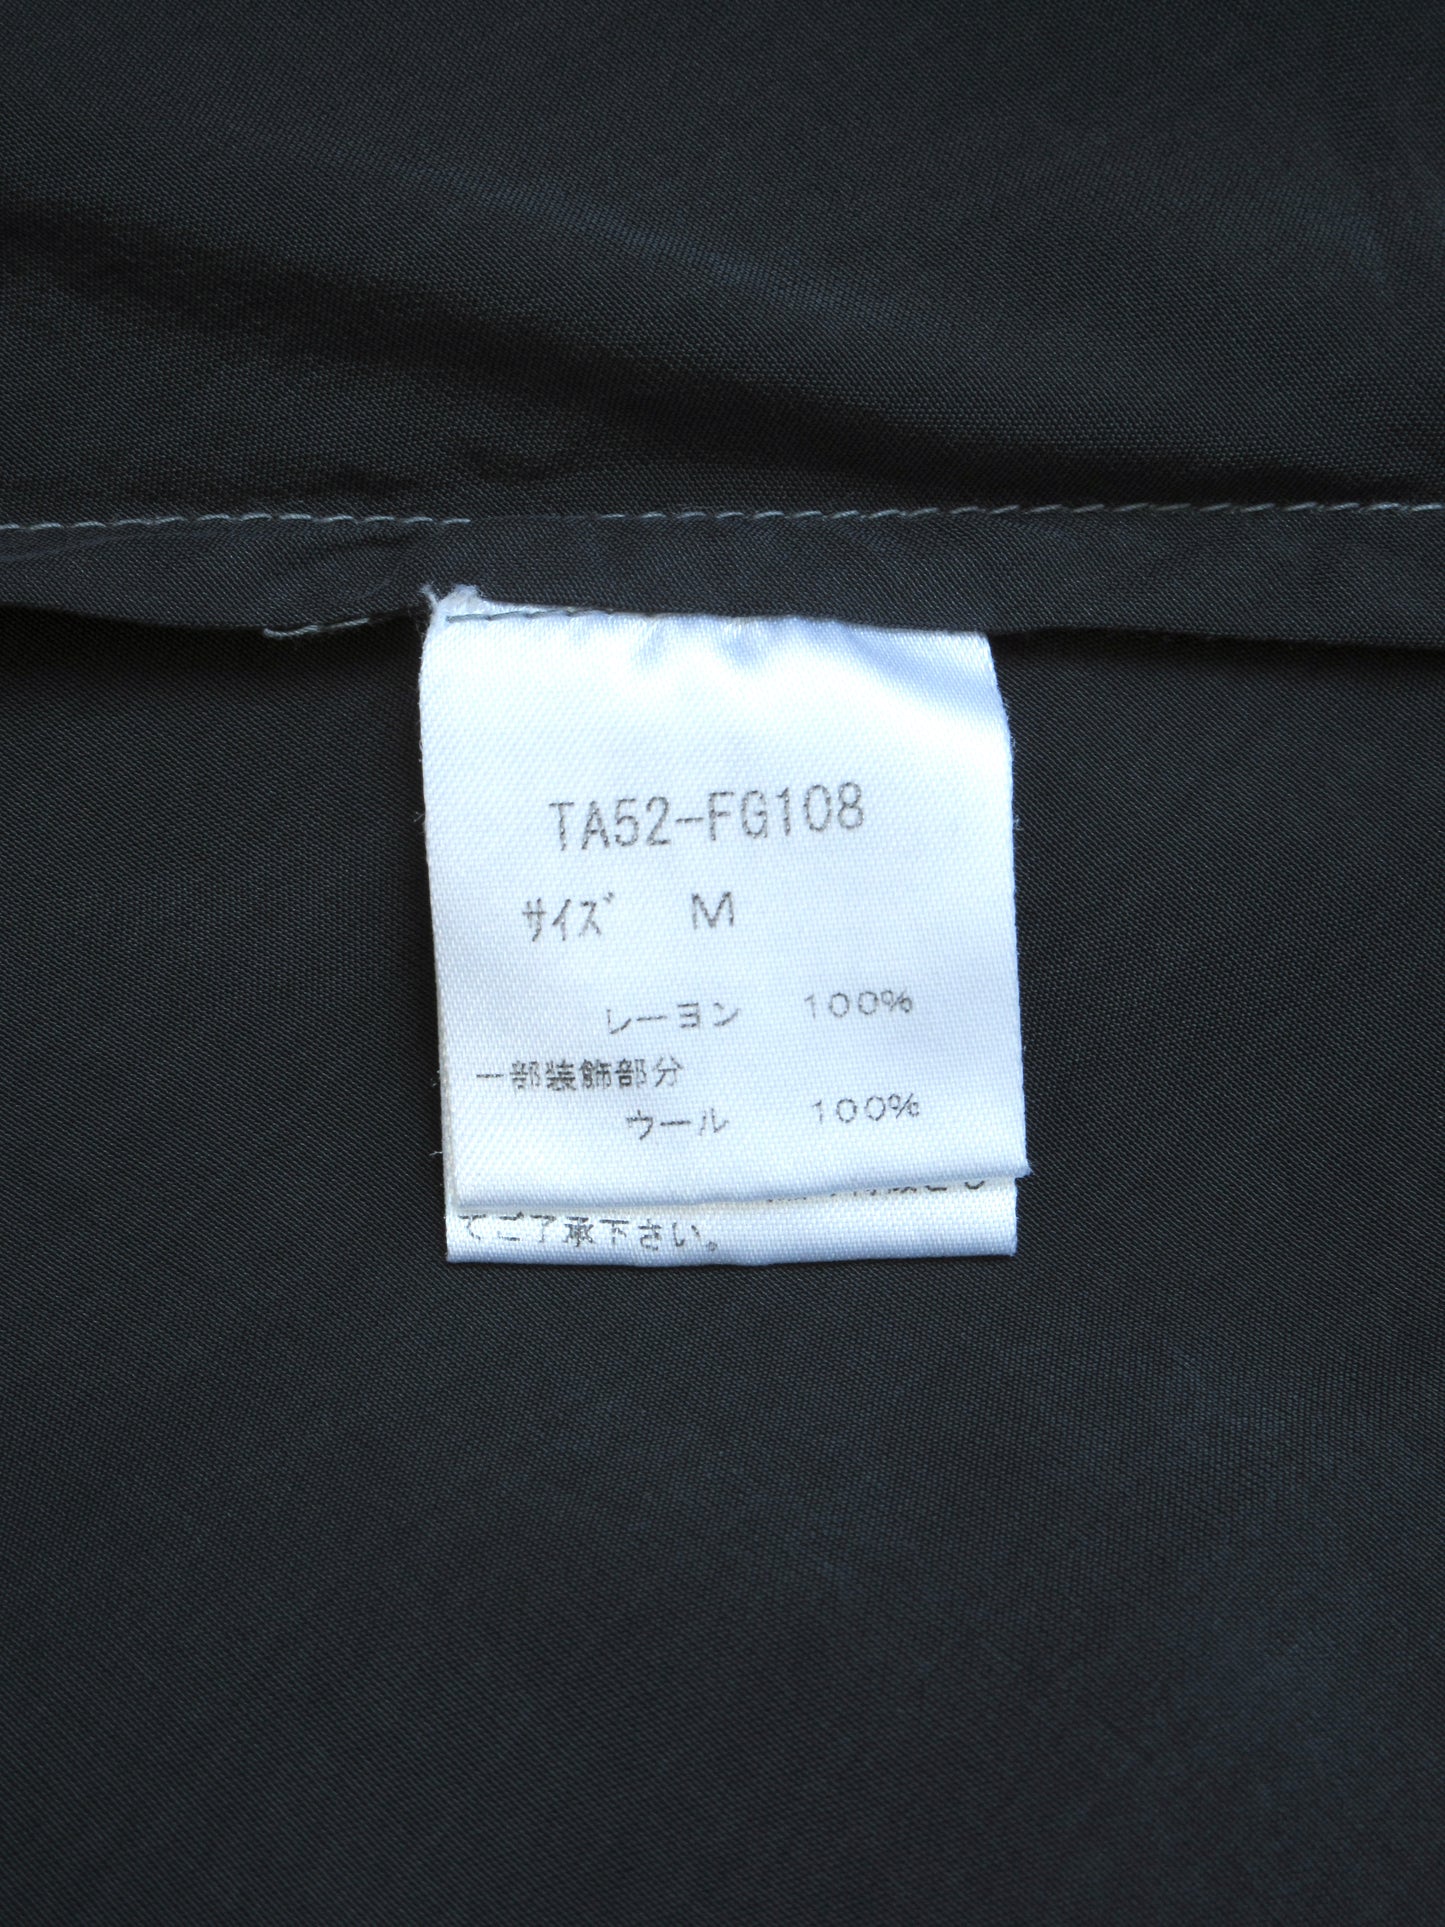 TA52-FG108
サイズ M
レーヨン 100%
一部装飾部分
ウール 100%
てご了承下さい。